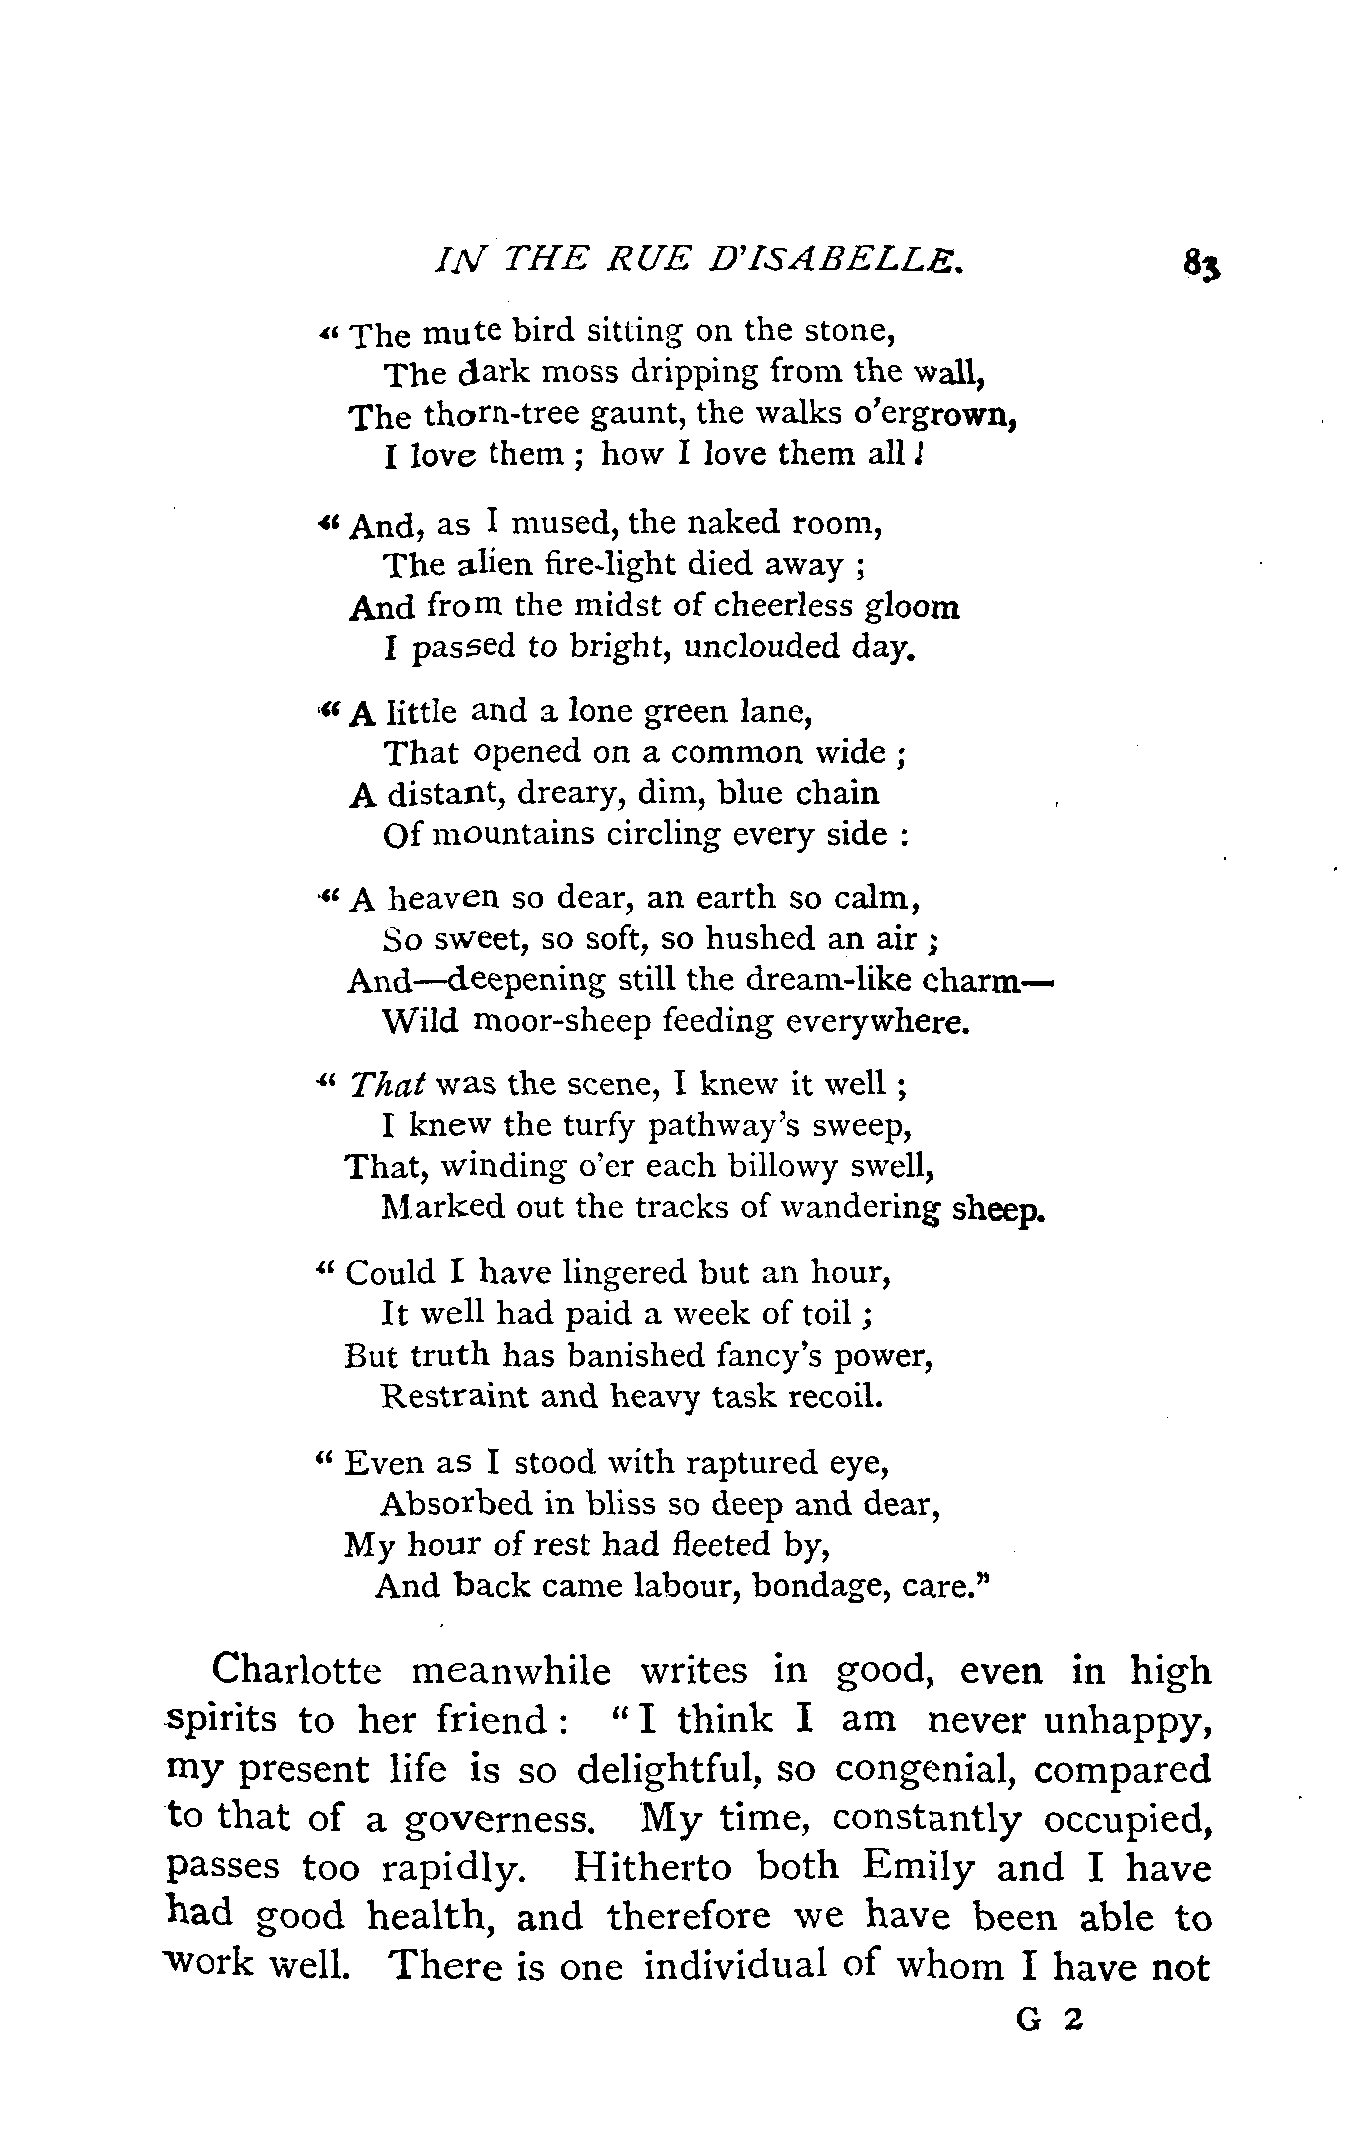 IN THE RUE D'ISABELLE. 83
“ The mute bird sitting on the stone,
The dark moss dripping from the wall,
The thorn-tree gaunt, the walks o'ergrown,
I love them ; how I love them all !
“ And, as I mused, the naked room,
The alien fire-light died away ;
And from the midst of cheerless gloom
I passed to bright, unclouded day.
“ A little and a lone green lane,
That opened on a common wide ;
A distant, dreary, dim, blue chain
Of mountains circling every side :
“ A heaven so dear, an earth so calm,
So sweet, so soft, so hushed an air ;
And—deepening still the dream-like charm—
Wild moor-sheep feeding everywhere.
“ That was the scene, I knew it well ;
I knew the turfy pathway's sweep,
That, winding o'er each billowy swell,
Marked out the tracks of wandering sheep.
“ Could I have lingered but an hour,
It well had paid a week of toil ;
But truth has banished fancy's power,
Restraint and heavy task recoil.
“ Even as I stood with raptured eye,
Absorbed in bliss so deep and dear,
My hour of rest had fleeted by,
And back came labour, bondage, care.”
Charlotte meanwhile writes in good, even in high
spirits to her friend : “ I think I am never unhappy,
my present life is so delightful, so congenial, compared
to that of a governess. My time, constantly occupied,
passes too rapidly. Hitherto both Emily and I have
had good health, and therefore we have been able to
work well. There is one individual of whom I have not
G 2